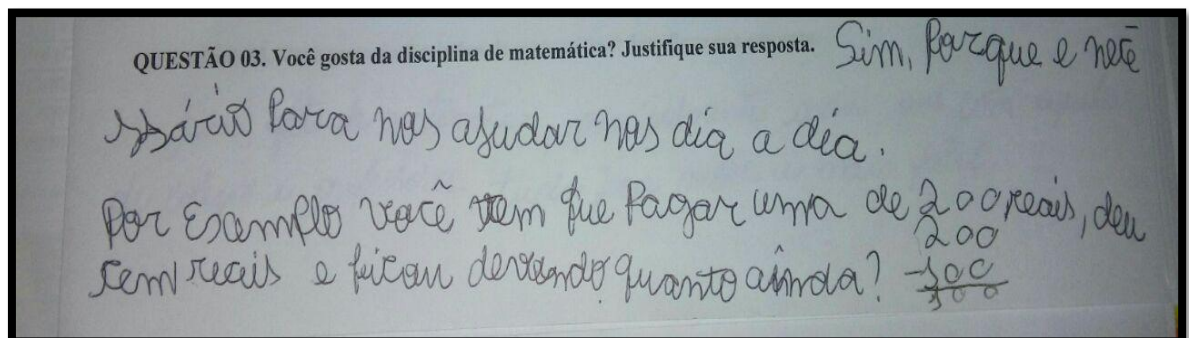 QUESTÃO 03. Você gosta da disciplina de matemática? Justifique sua resposta. Sim, porque e nece
ssário Para nos ajudar nos dia a dia.
Por Exemplo você tem que Pagar uma de 200 reais, deu
cem reais e ficou devendo quanto ainda?
200
-100
100